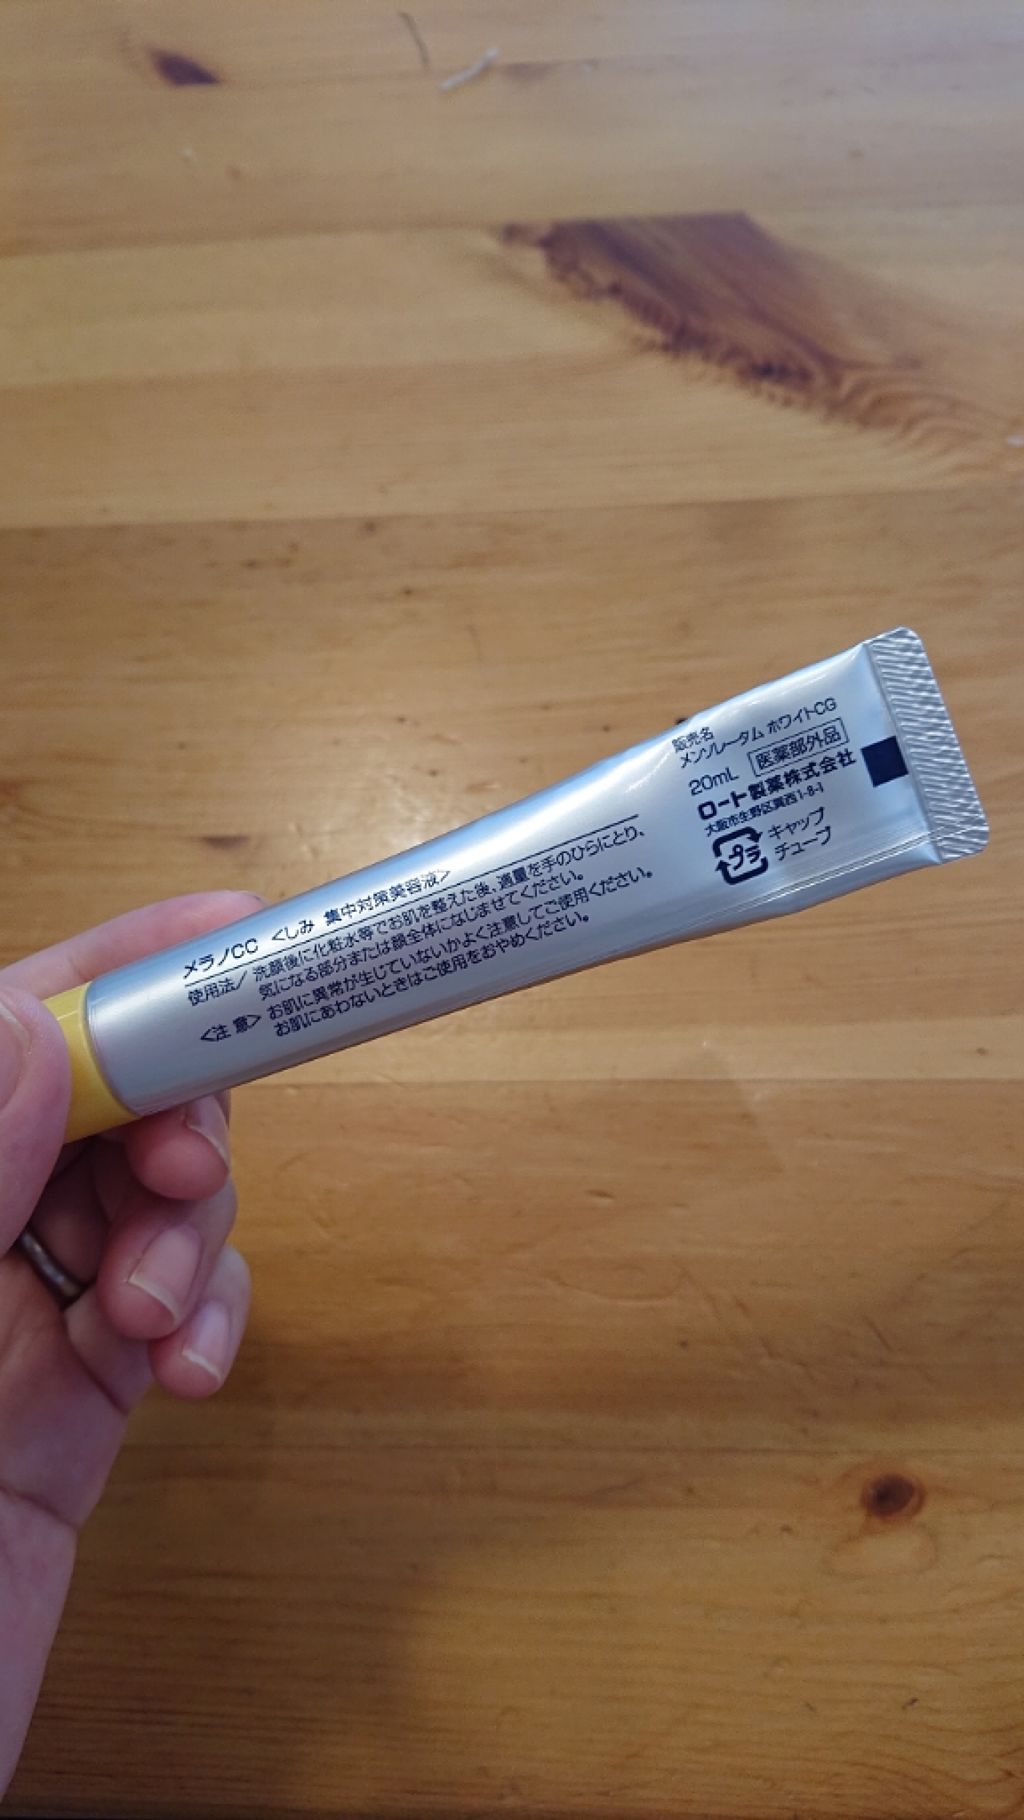 メラノCC 〈しみ 集中対策美容液〉
使用法/ 洗顔後に化粧水等でお肌を整えた後、適量を手のひらにとり、
気になる部分または顔全体になじませてください。
〈注 意〉 お肌に異常が生じていないかよく注意してご使用ください。
お肌にあわないときはご使用をおやめください。
販売名
メンソレータム ホワイトCG
20mL 医薬部外品
ロート製薬株式会社
大阪市生野区巽西1-8-1
プラ キャップ
チューブ